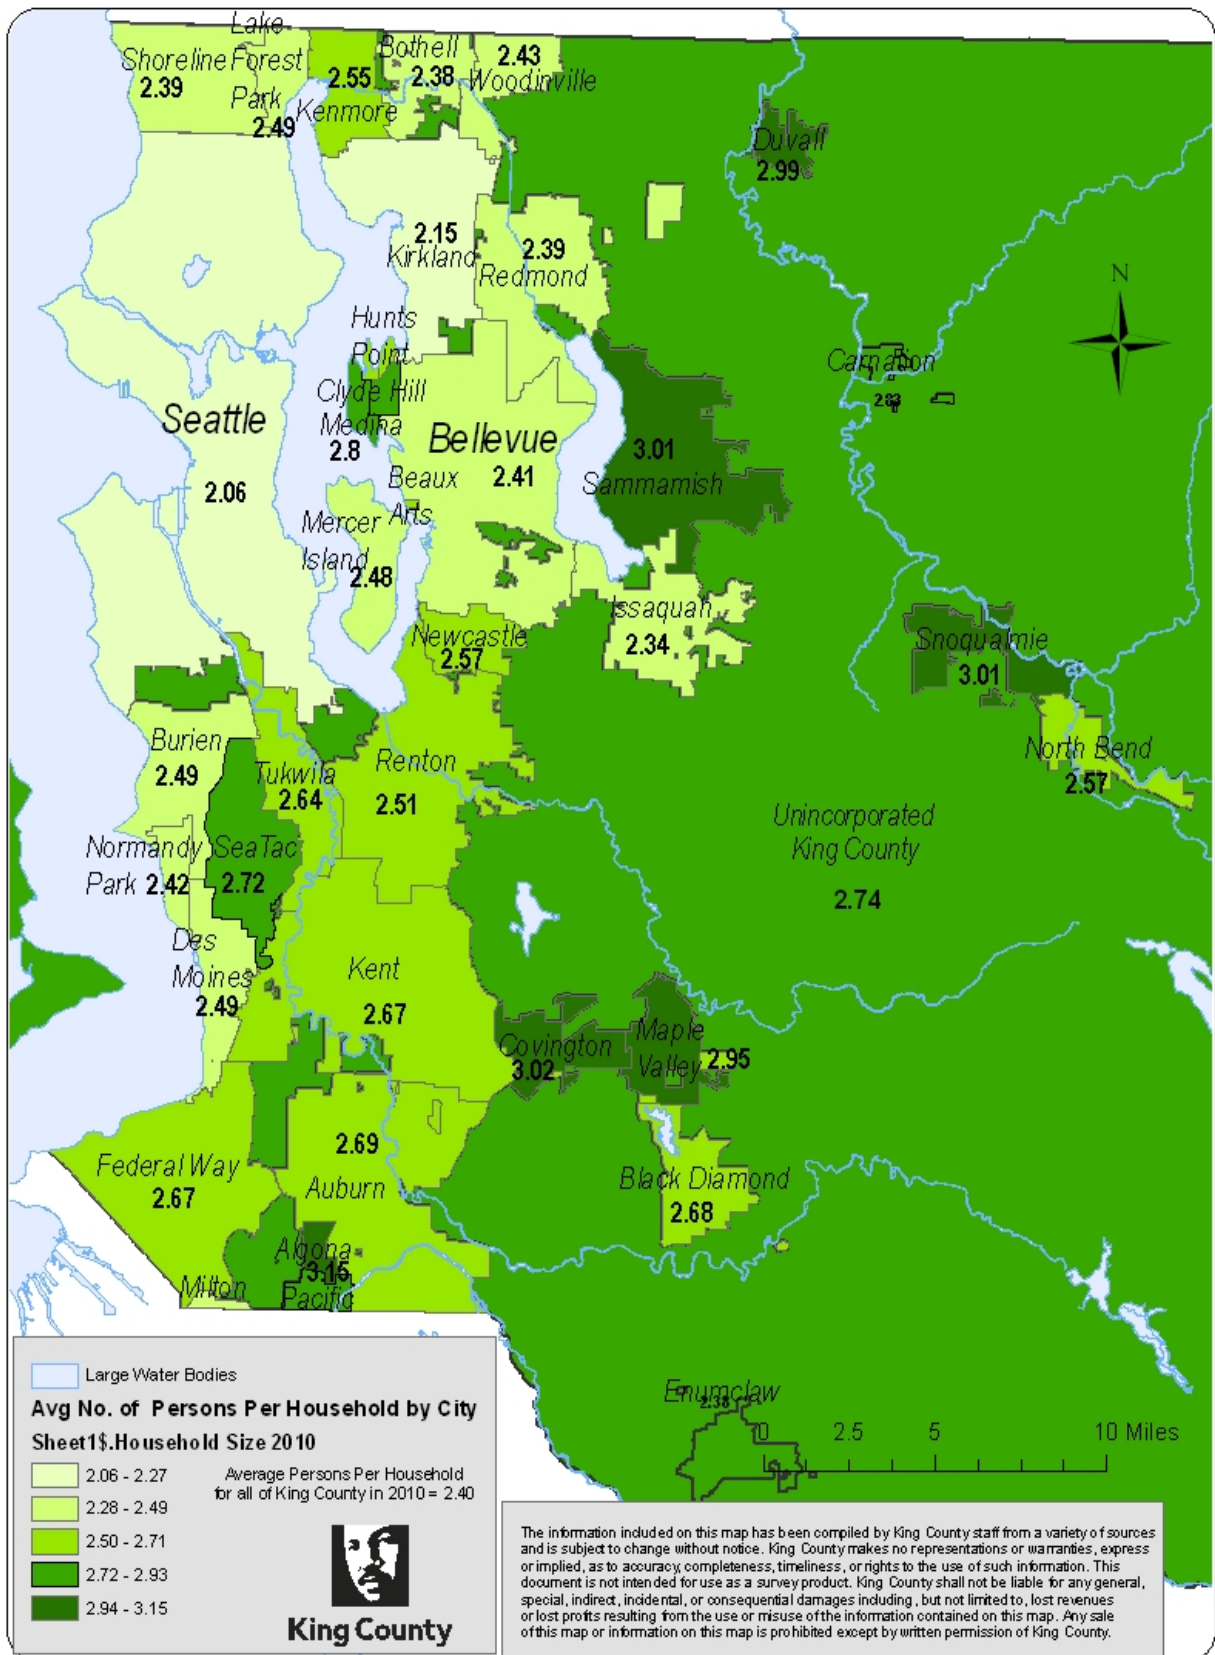 Lake
Shoreline Forest
2.39
Park
2.49
2.55
Kenmore
Bothell
2.38
2.43
Woodinville
Duvall
2.99
2.15
Kirkland
2.39
Redmond
N
Hunts
Point
Clyde Hill
Medina
2.8
Carnation
Seattle
2.06
Bellevue
2.41
Beaux
Arts
3.01
Sammamish
Mercer
Island
2.48
Newcastle
2.57
Issaquah
2.34
Snoqualmie
3.01
North Bend
2.57
Burien
2.49
Tukwila
2.64
Renton
2.51
Unincorporated
King County
2.74
Normandy
Park 2.42
SeaTac
2.72
Des
Moines
2.49
Kent
2.67
Covington
3.02
Maple
Valley
2.95
Federal Way
2.67
2.69
Auburn
Black Diamond
2.68
Algona
3.15
Pacific
Milton
Enumclaw
2.38
0 2.5 5 10 Miles
Large Water Bodies
Avg No. of Persons Per Household by City
Sheet1$.Household Size 2010
2.06 - 2.27
2.28 - 2.49
2.50 - 2.71
2.72 - 2.93
2.94 - 3.15
Average Persons Per Household
for all of King County in 2010 = 2.40
King County
The information included on this map has been compiled by King County staff from a variety of sources
and is subject to change without notice. King County makes no representations or warranties, express
or implied, as to accuracy, completeness, timeliness, or rights to the use of such information. This
document is not intended for use as a survey product. King County shall not be liable for any general,
special, indirect, incidental, or consequential damages including, but not limited to, lost revenues
or lost profits resulting from the use or misuse of the information contained on this map. Any sale
of this map or information on this map is prohibited except by written permission of King County.